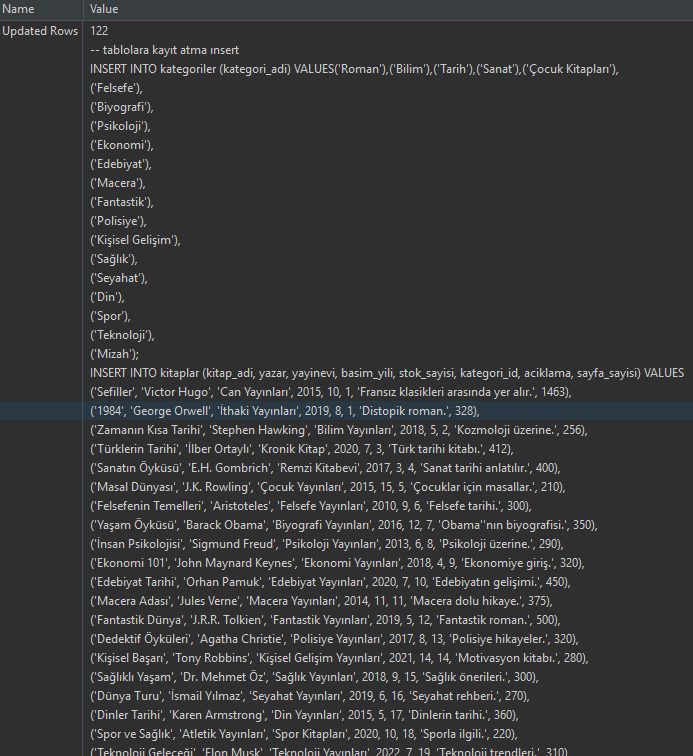 Name Value
Updated Rows 122
-- tablolara kayıt atma ınsert
INSERT INTO kategoriler (kategori_adi) VALUES('Roman'),('Bilim'),('Tarih'),('Sanat'),('Çocuk Kitapları'),
('Felsefe'),
('Biyografi'),
('Psikoloji'),
('Ekonomi'),
('Edebiyat'),
('Macera'),
('Fantastik'),
('Polisiye'),
('Kişisel Gelişim'),
('Sağlık'),
('Seyahat'),
('Din'),
('Spor'),
('Teknoloji'),
('Mizah');
INSERT INTO kitaplar (kitap_adi, yazar, yayinevi, basim_yili, stok_sayisi, kategori_id, aciklama, sayfa_sayisi) VALUES
('Sefiller', 'Victor Hugo', 'Can Yayınları', 2015, 10, 1, 'Fransız klasikleri arasında yer alır.', 1463),
('1984', 'George Orwell', 'İthaki Yayınları', 2019, 8, 1, 'Distopik roman.', 328),
('Zamanın Kısa Tarihi', 'Stephen Hawking', 'Bilim Yayınları', 2018, 5, 2, 'Kozmoloji üzerine.', 256),
('Türklerin Tarihi', 'İlber Ortaylı', 'Kronik Kitap', 2020, 7, 3, 'Türk tarihi kitabı.', 412),
('Sanatın Öyküsü', 'E.H. Gombrich', 'Remzi Kitabevi', 2017, 3, 4, 'Sanat tarihi anlatılır.', 400),
('Masal Dünyası', 'J.K. Rowling', 'Çocuk Yayınları', 2015, 15, 5, 'Çocuklar için masallar.', 210),
('Felsefenin Temelleri', 'Aristoteles', 'Felsefe Yayınları', 2010, 9, 6, 'Felsefe tarihi.', 300),
('Yaşam Öyküsü', 'Barack Obama', 'Biyografi Yayınları', 2016, 12, 7, 'Obama''nın biyografisi.', 350),
('İnsan Psikolojisi', 'Sigmund Freud', 'Psikoloji Yayınları', 2013, 6, 8, 'Psikoloji üzerine.', 290),
('Ekonomi 101', 'John Maynard Keynes', 'Ekonomi Yayınları', 2018, 4, 9, 'Ekonomiye giriş.', 320),
('Edebiyat Tarihi', 'Orhan Pamuk', 'Edebiyat Yayınları', 2020, 7, 10, 'Edebiyatın gelişimi.', 450),
('Macera Adası', 'Jules Verne', 'Macera Yayınları', 2014, 11, 11, 'Macera dolu hikaye.', 375),
('Fantastik Dünya', 'J.R.R. Tolkien', 'Fantastik Yayınları', 2019, 5, 12, 'Fantastik roman.', 500),
('Dedektif Öyküleri', 'Agatha Christie', 'Polisiye Yayınları', 2017, 8, 13, 'Polisiye hikayeler.', 320),
('Kişisel Başarı', 'Tony Robbins', 'Kişisel Gelişim Yayınları', 2021, 14, 14, 'Motivasyon kitabı.', 280),
('Sağlıklı Yaşam', 'Dr. Mehmet Öz', 'Sağlık Yayınları', 2018, 9, 15, 'Sağlık önerileri.', 300),
('Dünya Turu', 'İsmail Yılmaz', 'Seyahat Yayınları', 2019, 6, 16, 'Seyahat rehberi.', 270),
('Dinler Tarihi', 'Karen Armstrong', 'Din Yayınları', 2015, 5, 17, 'Dinlerin tarihi.', 360),
('Spor ve Sağlık', 'Atletik Yayınları', 'Spor Kitapları', 2020, 10, 18, 'Sporla ilgili.', 220),
('Teknoloji Geleceği', 'Elon Musk', 'Teknoloji Yayınları', 2022, 7, 19, 'Teknoloji trendleri.', 310)